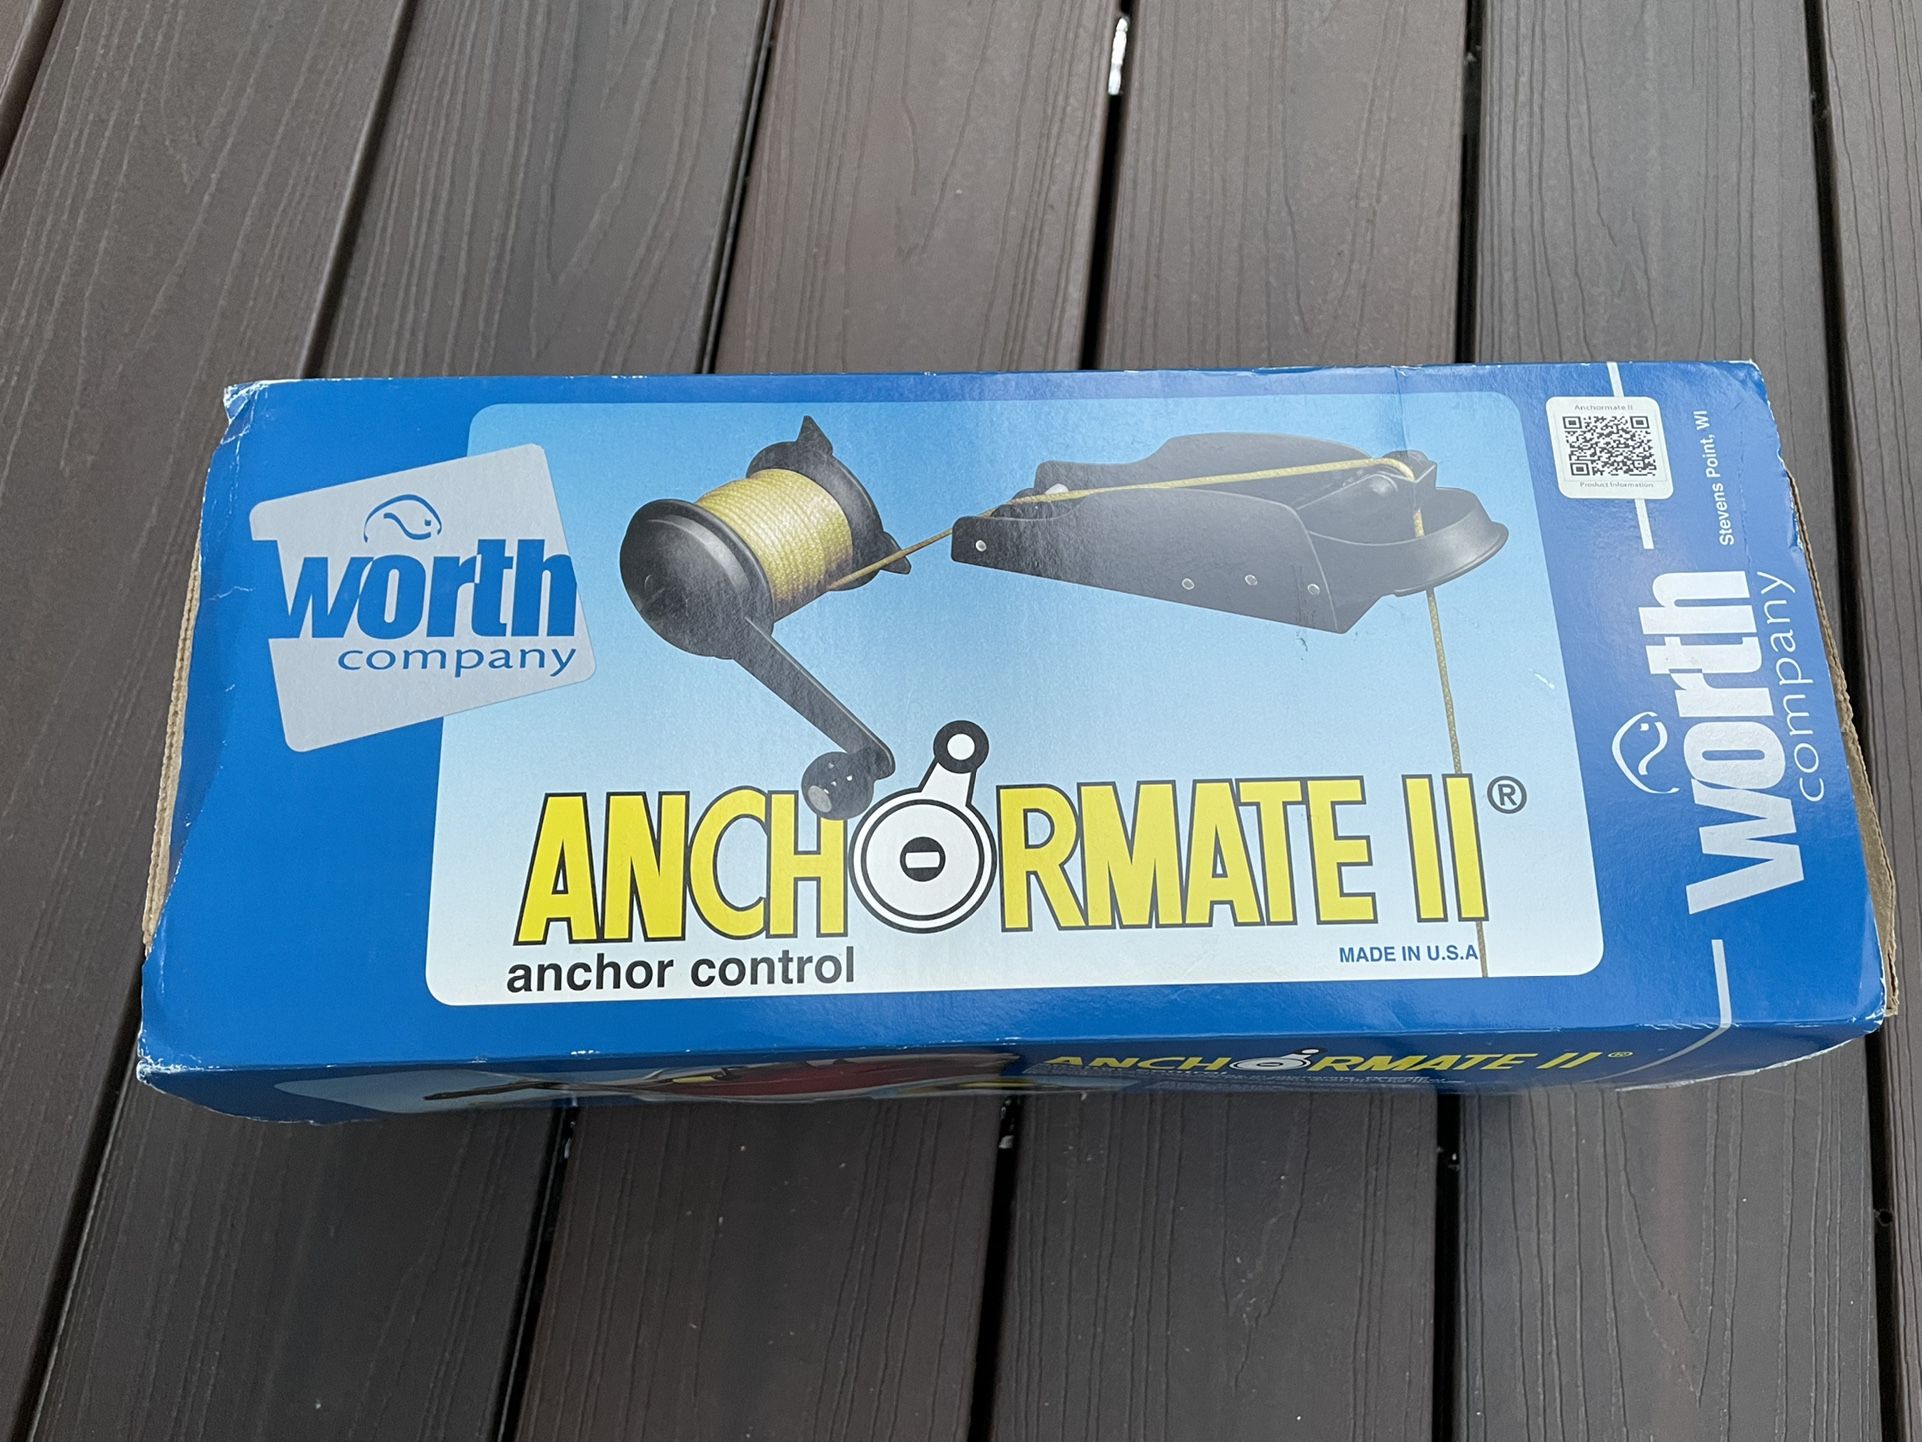 worth
company
ANCHORMATE II®
anchor control
MADE IN U.S.A
Anchormate II
Product Information
Stevens Point, WI
worth
company
ANCHORMATE II®